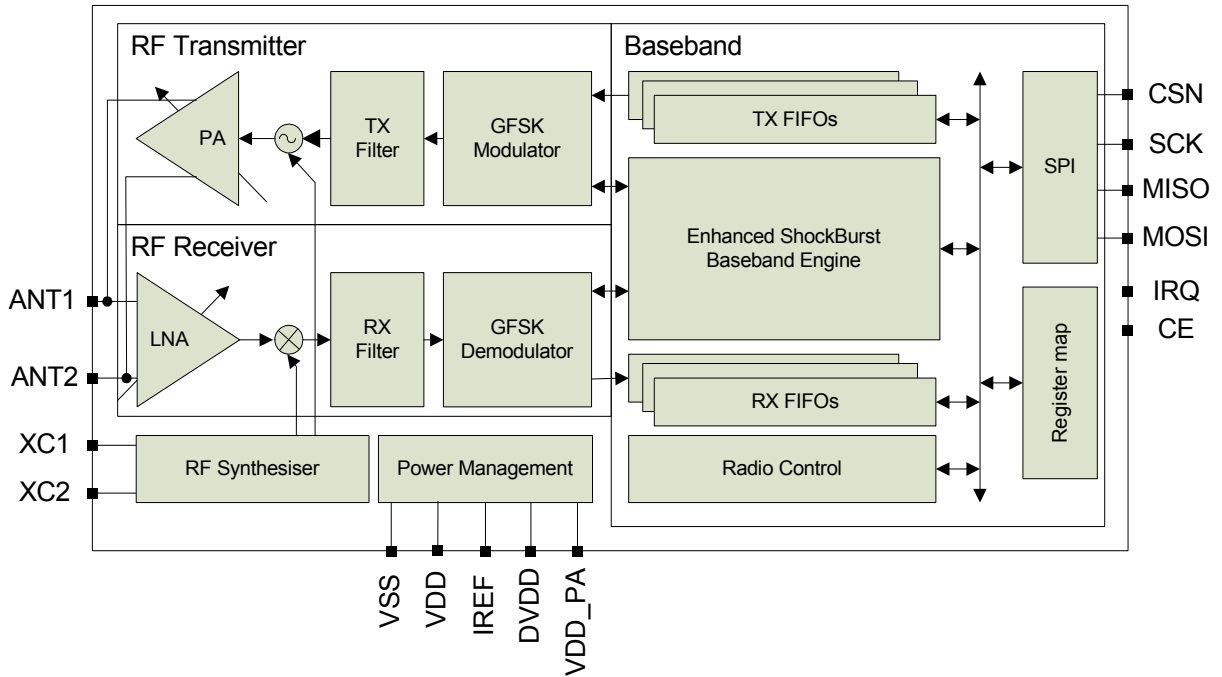 RF Transmitter
Baseband
PA
TX
Filter
GFSK
Modulator
TX FIFOs
SPI
CSN
SCK
MISO
MOSI
Enhanced ShockBurst
Baseband Engine
RF Receiver
ANT1
ANT2
LNA
RX
Filter
GFSK
Demodulator
RX FIFOs
Register map
IRQ
CE
XC1
XC2
RF Synthesiser
Power Management
Radio Control
VSS
VDD
IREF
DVDD
VDD_PA